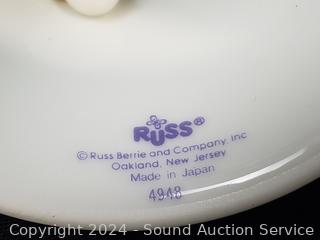 RUSS®
© Russ Berrie and Company, Inc
Oakland, New Jersey
Made in Japan
4948
Copyright 2024 - Sound Auction Service